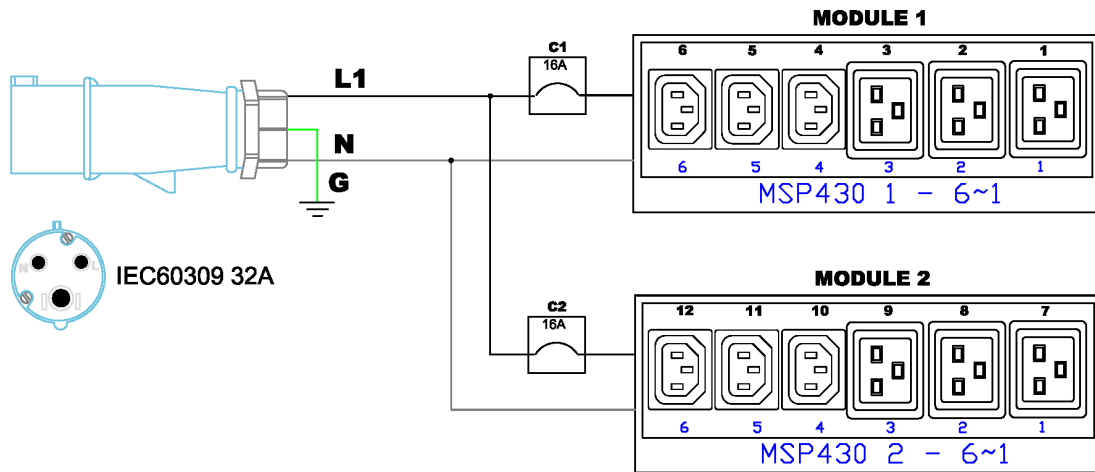 MODULE 1
C1
16A
6 5 4 3 2 1
L1
N
G
6 5 4 3 2 1
MSP430 1 - 6~1
N L
IEC60309 32A
MODULE 2
C2
16A
12 11 10 9 8 7
6 5 4 3 2 1
MSP430 2 - 6~1